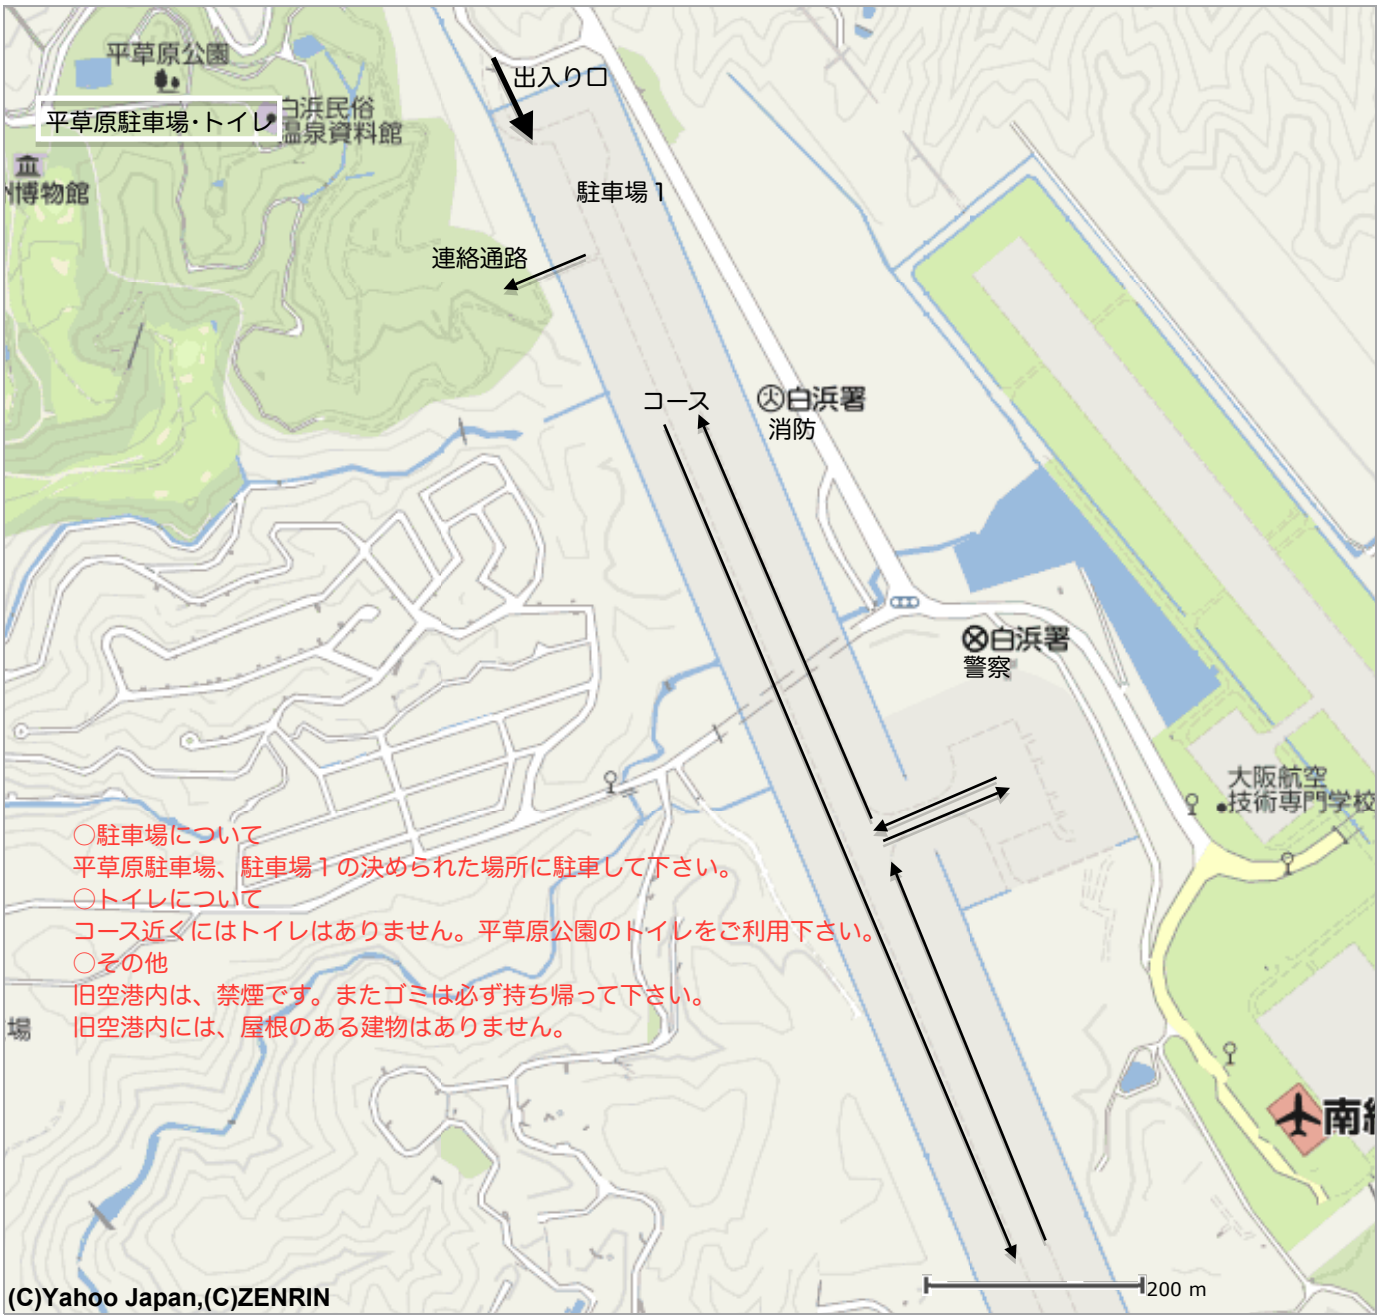 平草原公園
出入り口
白浜民俗
温泉資料館
平草原駐車場・トイレ
博物館
駐車場1
連絡通路
コース
白浜署
消防
白浜署
警察
大阪航空
技術専門学校
○駐車場について
平草原駐車場、駐車場1の決められた場所に駐車して下さい。
○トイレについて
コース近くにはトイレはありません。平草原公園のトイレをご利用下さい。
○その他
旧空港内は、禁煙です。またゴミは必ず持ち帰って下さい。
旧空港内には、屋根のある建物はありません。
場
南紀
200 m
(C)Yahoo Japan,(C)ZENRIN